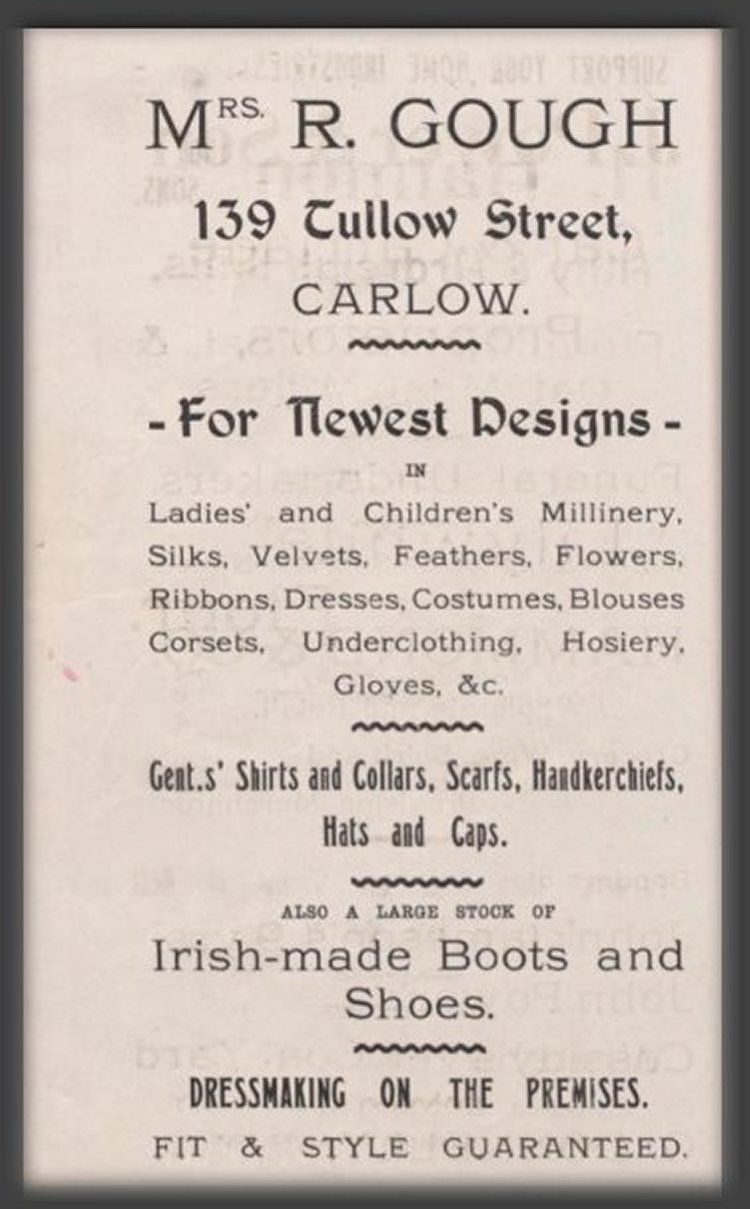 MRS. R. GOUGH
139 Tullow Street,
CARLOW.
- For Newest Designs -
IN
Ladies' and Children's Millinery,
Silks, Velvets, Feathers, Flowers,
Ribbons, Dresses, Costumes, Blouses
Corsets, Underclothing, Hosiery,
Gloves, &c.
Gent.s' Shirts and Collars, Scarfs, Handkerchiefs,
Hats and Caps.
ALSO A LARGE STOCK OF
Irish-made Boots and
Shoes.
DRESSMAKING ON THE PREMISES.
FIT & STYLE GUARANTEED.